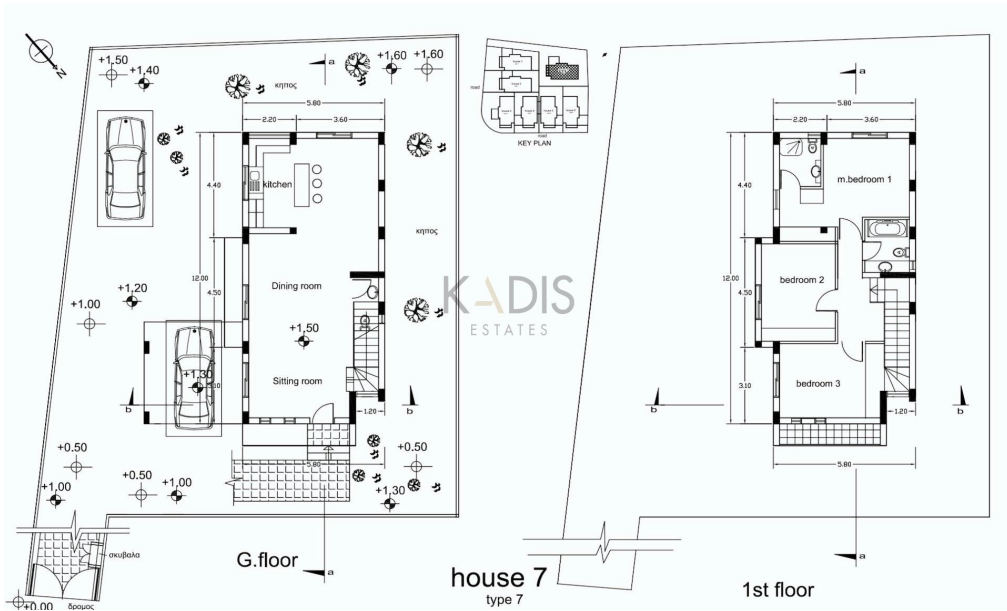 N
+1,50
+1,40
κηπος
+1,60
+1,60
a
5.80
2.20
3.60
kitchen
4.40
κηπος
12.00
4.50
Dining room
+1,20
+1,00
+1,50
+1,30
3.10
Sitting room
b
b
1.20
5.80
+0.50
+0.50
+1,00
+1,00
+1,30
σκυβαλα
δρομος
+0.00
G.floor
a
road
road
KEY PLAN
KADIS
ESTATES
house 7
type 7
a
5.80
2.20
3.60
m.bedroom 1
4.40
bedroom 2
12.00
4.50
bedroom 3
3.10
b
b
1.20
5.80
a
1st floor